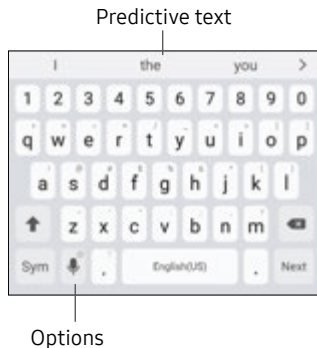 Predictive text
I the you >
1 2 3 4 5 6 7 8 9 0
q w e r t y u i o p
a s d f g h j k l
z x c v b n m
Sym , English(US) . Next
Options